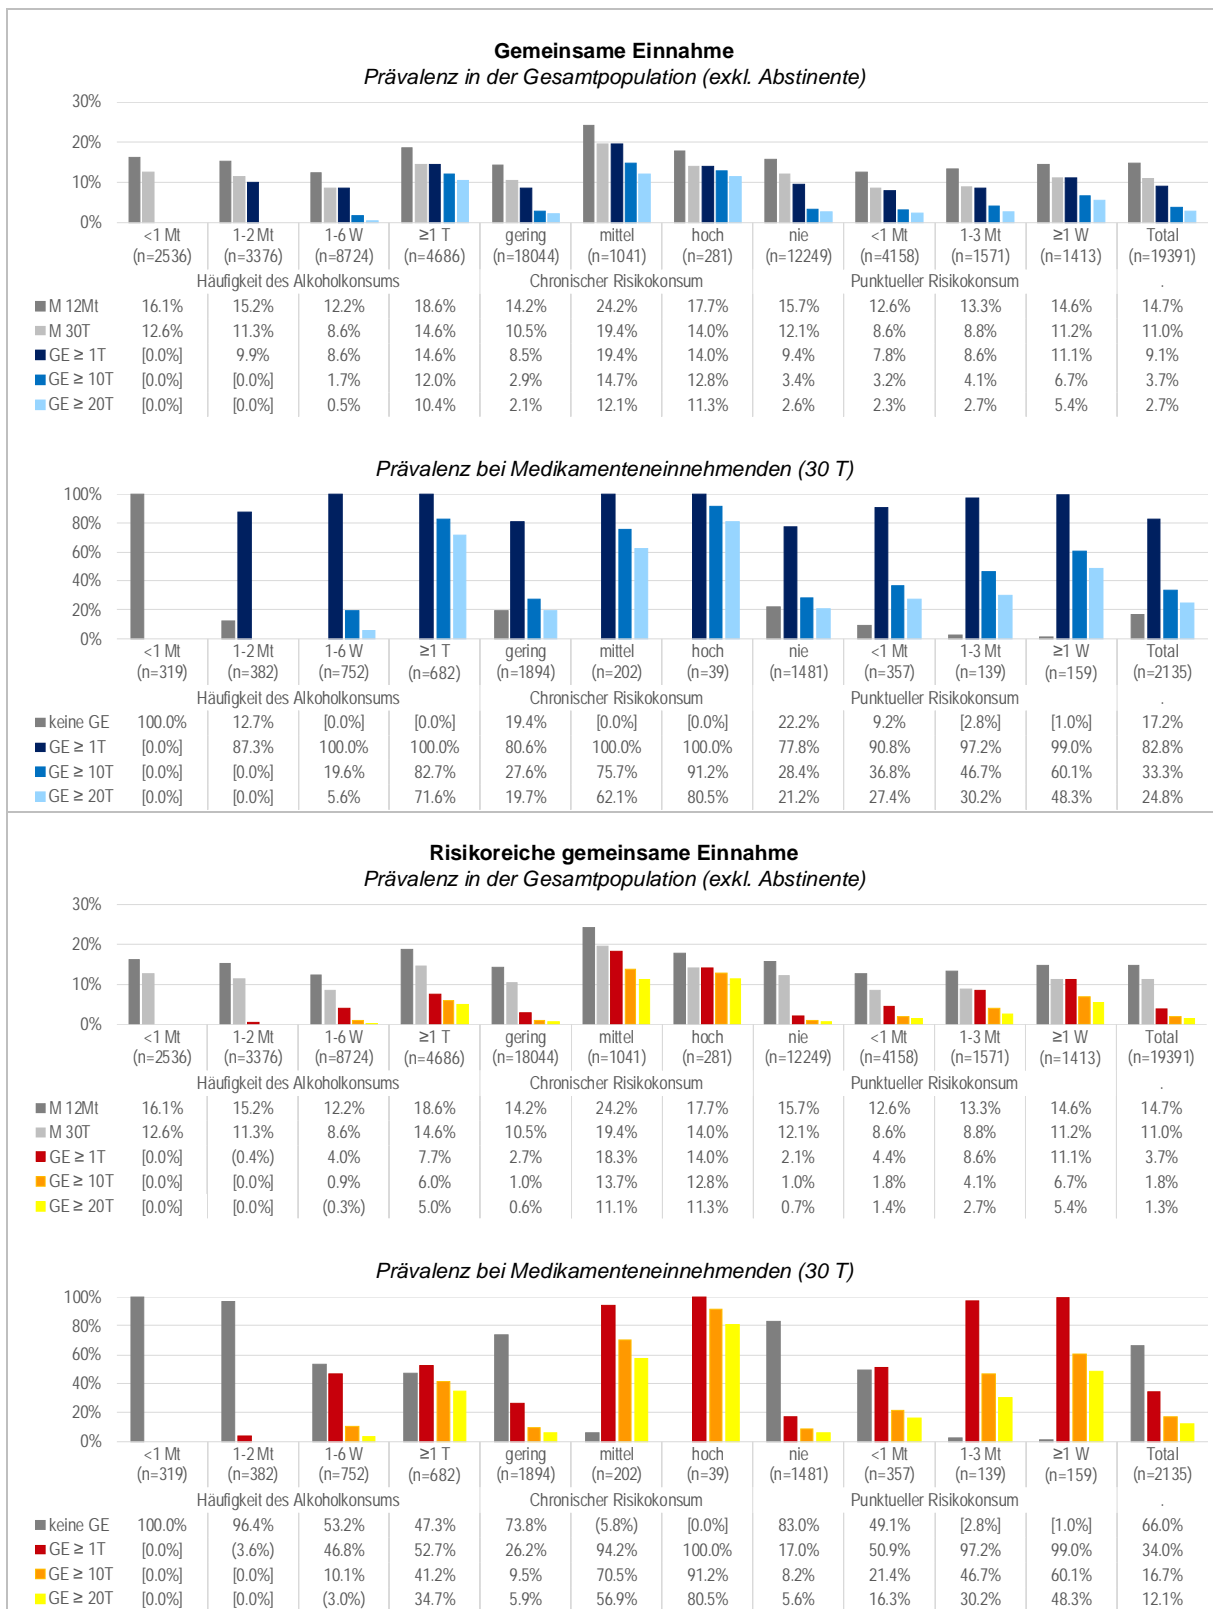 Gemeinsame Einnahme
Prävalenz in der Gesamtpopulation (exkl. Abstinente)
30%
20%
10%
0%
<1 Mt 1-2 Mt 1-6 W ≥1 T gering mittel hoch nie <1 Mt 1-3 Mt ≥1 W Total
(n=2536) (n=3376) (n=8724) (n=4686) (n=18044) (n=1041) (n=281) (n=12249) (n=4158) (n=1571) (n=1413) (n=19391)
Häufigkeit des Alkoholkonsums Chronischer Risikokonsum Punktueller Risikokonsum .
M 12Mt 16.1% 15.2% 12.2% 18.6% 14.2% 24.2% 17.7% 15.7% 12.6% 13.3% 14.6% 14.7%
M 30T 12.6% 11.3% 8.6% 14.6% 10.5% 19.4% 14.0% 12.1% 8.6% 8.8% 11.2% 11.0%
GE ≥ 1T [0.0%] 9.9% 8.6% 14.6% 8.5% 19.4% 14.0% 9.4% 7.8% 8.6% 11.1% 9.1%
GE ≥ 10T [0.0%] [0.0%] 1.7% 12.0% 2.9% 14.7% 12.8% 3.4% 3.2% 4.1% 6.7% 3.7%
GE ≥ 20T [0.0%] [0.0%] 0.5% 10.4% 2.1% 12.1% 11.3% 2.6% 2.3% 2.7% 5.4% 2.7%
Prävalenz bei Medikamenteneinnehmenden (30 T)
100%
80%
60%
40%
20%
0%
<1 Mt 1-2 Mt 1-6 W ≥1 T gering mittel hoch nie <1 Mt 1-3 Mt ≥1 W Total
(n=319) (n=382) (n=752) (n=682) (n=1894) (n=202) (n=39) (n=1481) (n=357) (n=139) (n=159) (n=2135)
Häufigkeit des Alkoholkonsums Chronischer Risikokonsum Punktueller Risikokonsum .
keine GE 100.0% 12.7% [0.0%] [0.0%] 19.4% [0.0%] [0.0%] 22.2% 9.2% [2.8%] [1.0%] 17.2%
GE ≥ 1T [0.0%] 87.3% 100.0% 100.0% 80.6% 100.0% 100.0% 77.8% 90.8% 97.2% 99.0% 82.8%
GE ≥ 10T [0.0%] [0.0%] 19.6% 82.7% 27.6% 75.7% 91.2% 28.4% 36.8% 46.7% 60.1% 33.3%
GE ≥ 20T [0.0%] [0.0%] 5.6% 71.6% 19.7% 62.1% 80.5% 21.2% 27.4% 30.2% 48.3% 24.8%
Risikoreiche gemeinsame Einnahme
Prävalenz in der Gesamtpopulation (exkl. Abstinente)
30%
20%
10%
0%
<1 Mt 1-2 Mt 1-6 W ≥1 T gering mittel hoch nie <1 Mt 1-3 Mt ≥1 W Total
(n=2536) (n=3376) (n=8724) (n=4686) (n=18044) (n=1041) (n=281) (n=12249) (n=4158) (n=1571) (n=1413) (n=19391)
Häufigkeit des Alkoholkonsums Chronischer Risikokonsum Punktueller Risikokonsum .
M 12Mt 16.1% 15.2% 12.2% 18.6% 14.2% 24.2% 17.7% 15.7% 12.6% 13.3% 14.6% 14.7%
M 30T 12.6% 11.3% 8.6% 14.6% 10.5% 19.4% 14.0% 12.1% 8.6% 8.8% 11.2% 11.0%
GE ≥ 1T [0.0%] (0.4%) 4.0% 7.7% 2.7% 18.3% 14.0% 2.1% 4.4% 8.6% 11.1% 3.7%
GE ≥ 10T [0.0%] [0.0%] 0.9% 6.0% 1.0% 13.7% 12.8% 1.0% 1.8% 4.1% 6.7% 1.8%
GE ≥ 20T [0.0%] [0.0%] (0.3%) 5.0% 0.6% 11.1% 11.3% 0.7% 1.4% 2.7% 5.4% 1.3%
Prävalenz bei Medikamenteneinnehmenden (30 T)
100%
80%
60%
40%
20%
0%
<1 Mt 1-2 Mt 1-6 W ≥1 T gering mittel hoch nie <1 Mt 1-3 Mt ≥1 W Total
(n=319) (n=382) (n=752) (n=682) (n=1894) (n=202) (n=39) (n=1481) (n=357) (n=139) (n=159) (n=2135)
Häufigkeit des Alkoholkonsums Chronischer Risikokonsum Punktueller Risikokonsum .
keine GE 100.0% 96.4% 53.2% 47.3% 73.8% (5.8%) [0.0%] 83.0% 49.1% [2.8%] [1.0%] 66.0%
GE ≥ 1T [0.0%] (3.6%) 46.8% 52.7% 26.2% 94.2% 100.0% 17.0% 50.9% 97.2% 99.0% 34.0%
GE ≥ 10T [0.0%] [0.0%] 10.1% 41.2% 9.5% 70.5% 91.2% 8.2% 21.4% 46.7% 60.1% 16.7%
GE ≥ 20T [0.0%] [0.0%] (3.0%) 34.7% 5.9% 56.9% 80.5% 5.6% 16.3% 30.2% 48.3% 12.1%